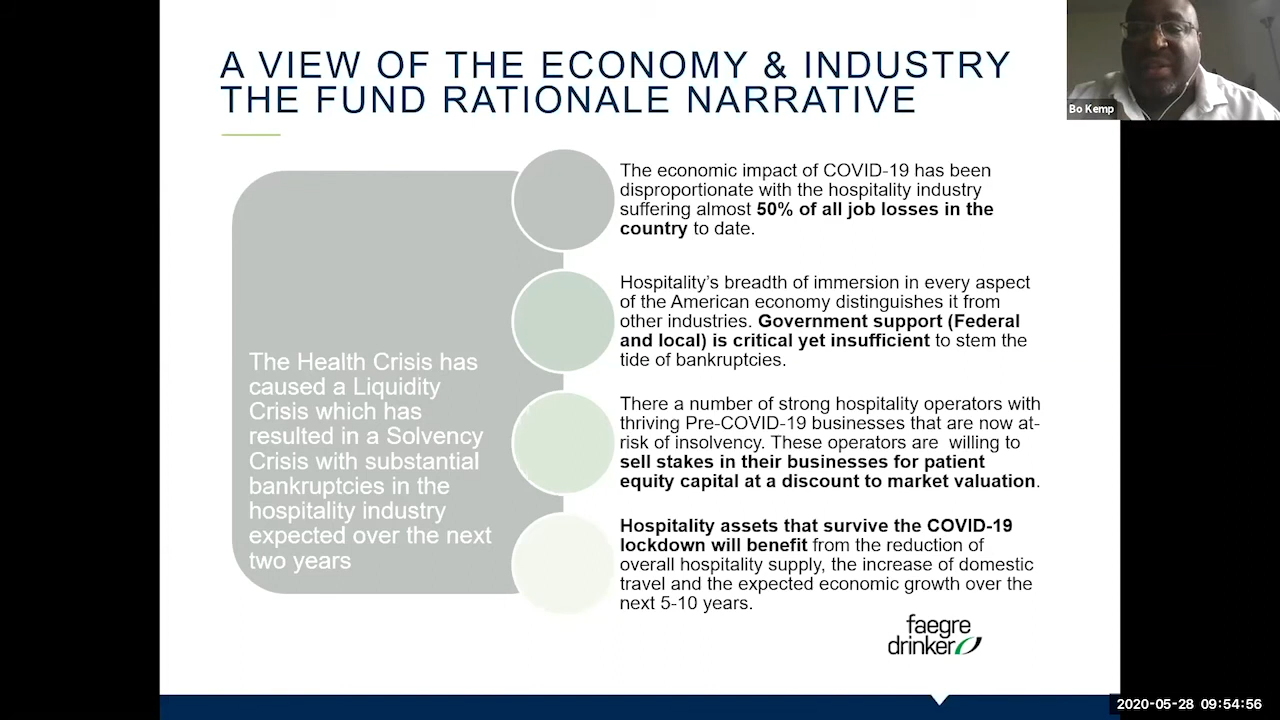 A VIEW OF THE ECONOMY & INDUSTRY
THE FUND RATIONALE NARRATIVE
Bo Kemp
The Health Crisis has
caused a Liquidity
Crisis which has
resulted in a Solvency
Crisis with substantial
bankruptcies in the
hospitality industry
expected over the next
two years
The economic impact of COVID-19 has been
disproportionate with the hospitality industry
suffering almost 50% of all job losses in the
country to date.
Hospitality’s breadth of immersion in every aspect
of the American economy distinguishes it from
other industries. Government support (Federal
and local) is critical yet insufficient to stem the
tide of bankruptcies.
There a number of strong hospitality operators with
thriving Pre-COVID-19 businesses that are now at-
risk of insolvency. These operators are willing to
sell stakes in their businesses for patient
equity capital at a discount to market valuation.
Hospitality assets that survive the COVID-19
lockdown will benefit from the reduction of
overall hospitality supply, the increase of domestic
travel and the expected economic growth over the
next 5-10 years.
faegre
drinker
2020-05-28 09:54:56